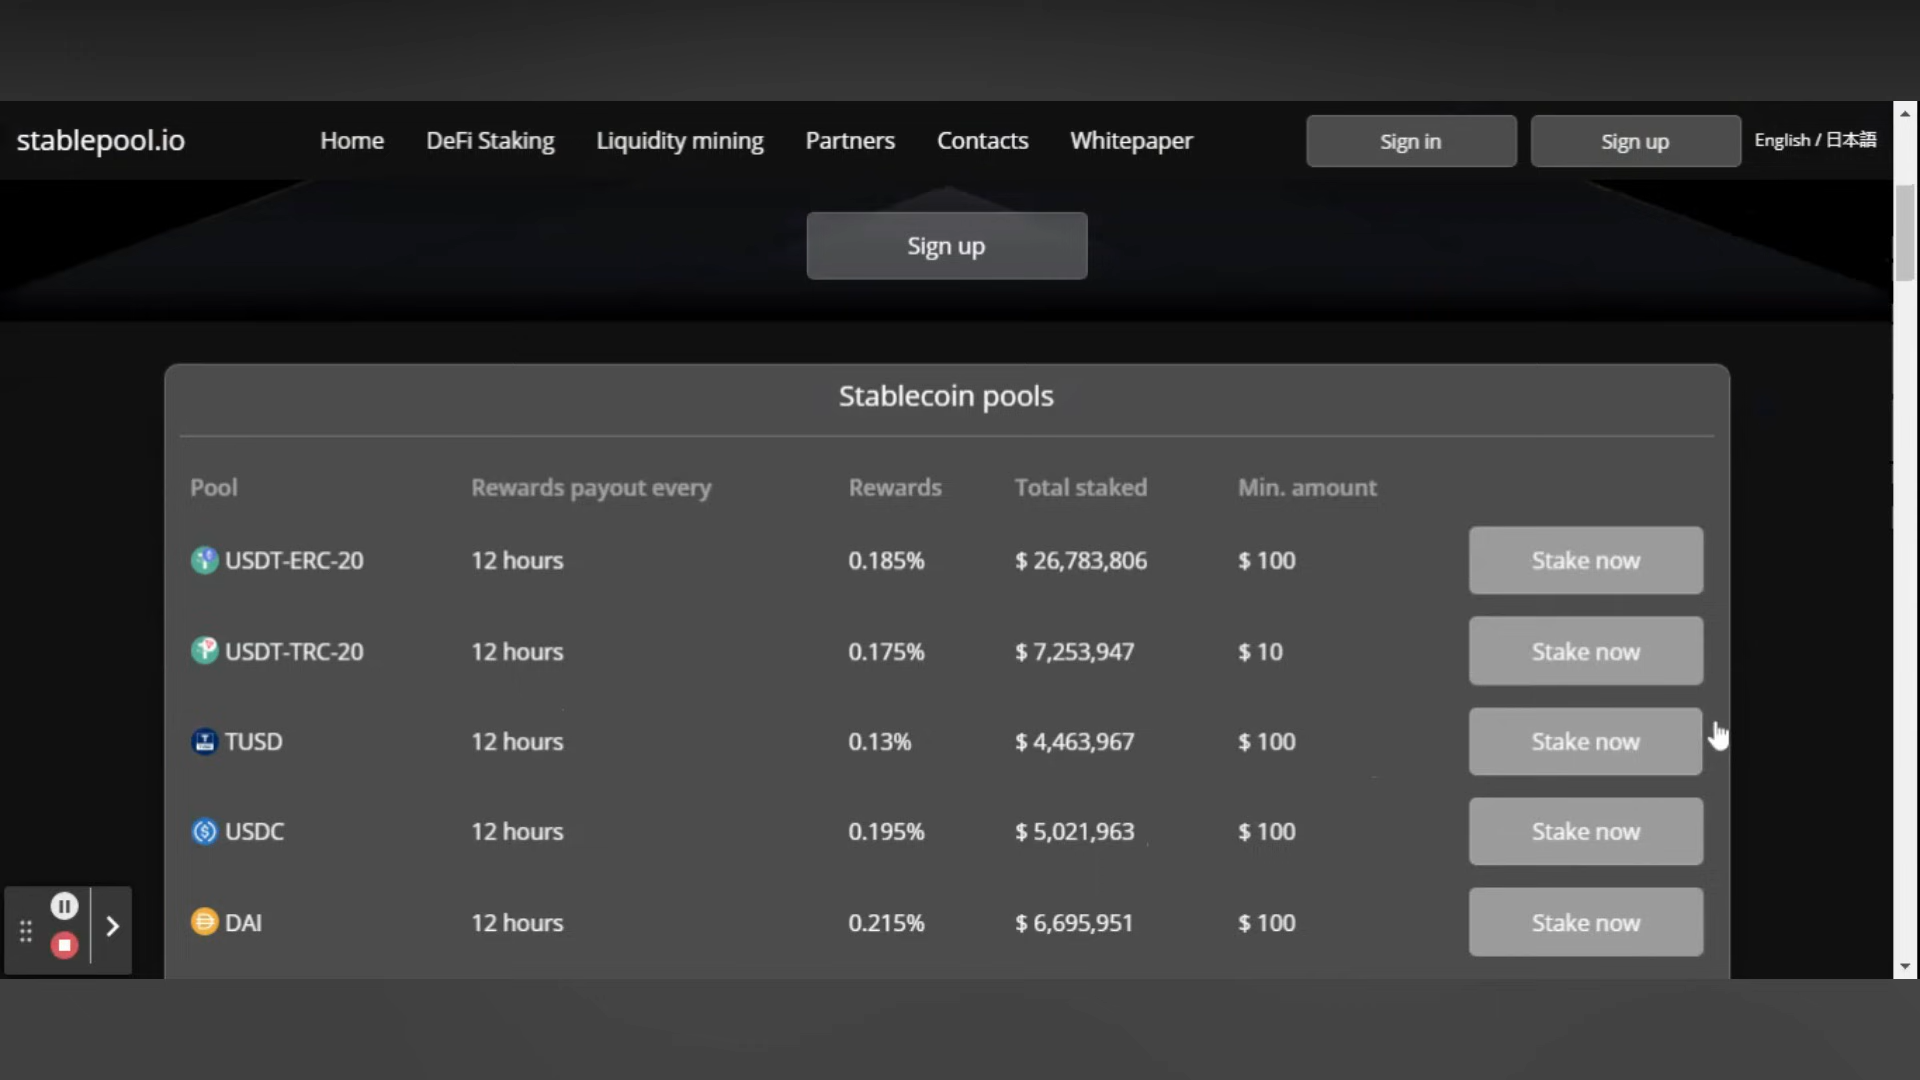 stablepool.io Home DeFi Staking Liquidity mining Partners Contacts Whitepaper Sign in Sign up English / 日本語
Sign up
Stablecoin pools
Pool Rewards payout every Rewards Total staked Min. amount
USDT-ERC-20 12 hours 0.185% $ 26,783,806 $ 100 Stake now
USDT-TRC-20 12 hours 0.175% $ 7,253,947 $ 10 Stake now
TUSD 12 hours 0.13% $ 4,463,967 $ 100 Stake now
USDC 12 hours 0.195% $ 5,021,963 $ 100 Stake now
DAI 12 hours 0.215% $ 6,695,951 $ 100 Stake now